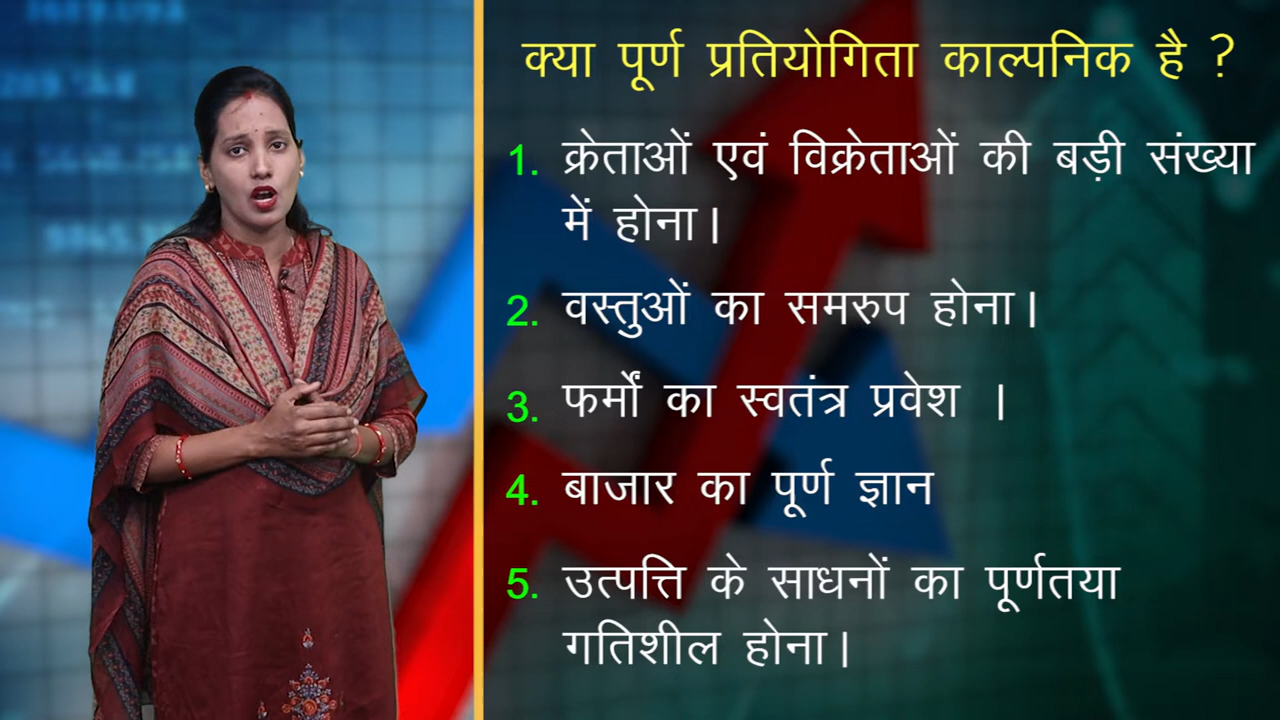 क्या पूर्ण प्रतियोगिता काल्पनिक है ?
1. क्रेताओं एवं विक्रेताओं की बड़ी संख्या
में होना।
2. वस्तुओं का समरुप होना।
3. फर्मों का स्वतंत्र प्रवेश ।
4. बाजार का पूर्ण ज्ञान
5. उत्पत्ति के साधनों का पूर्णतया
गतिशील होना।